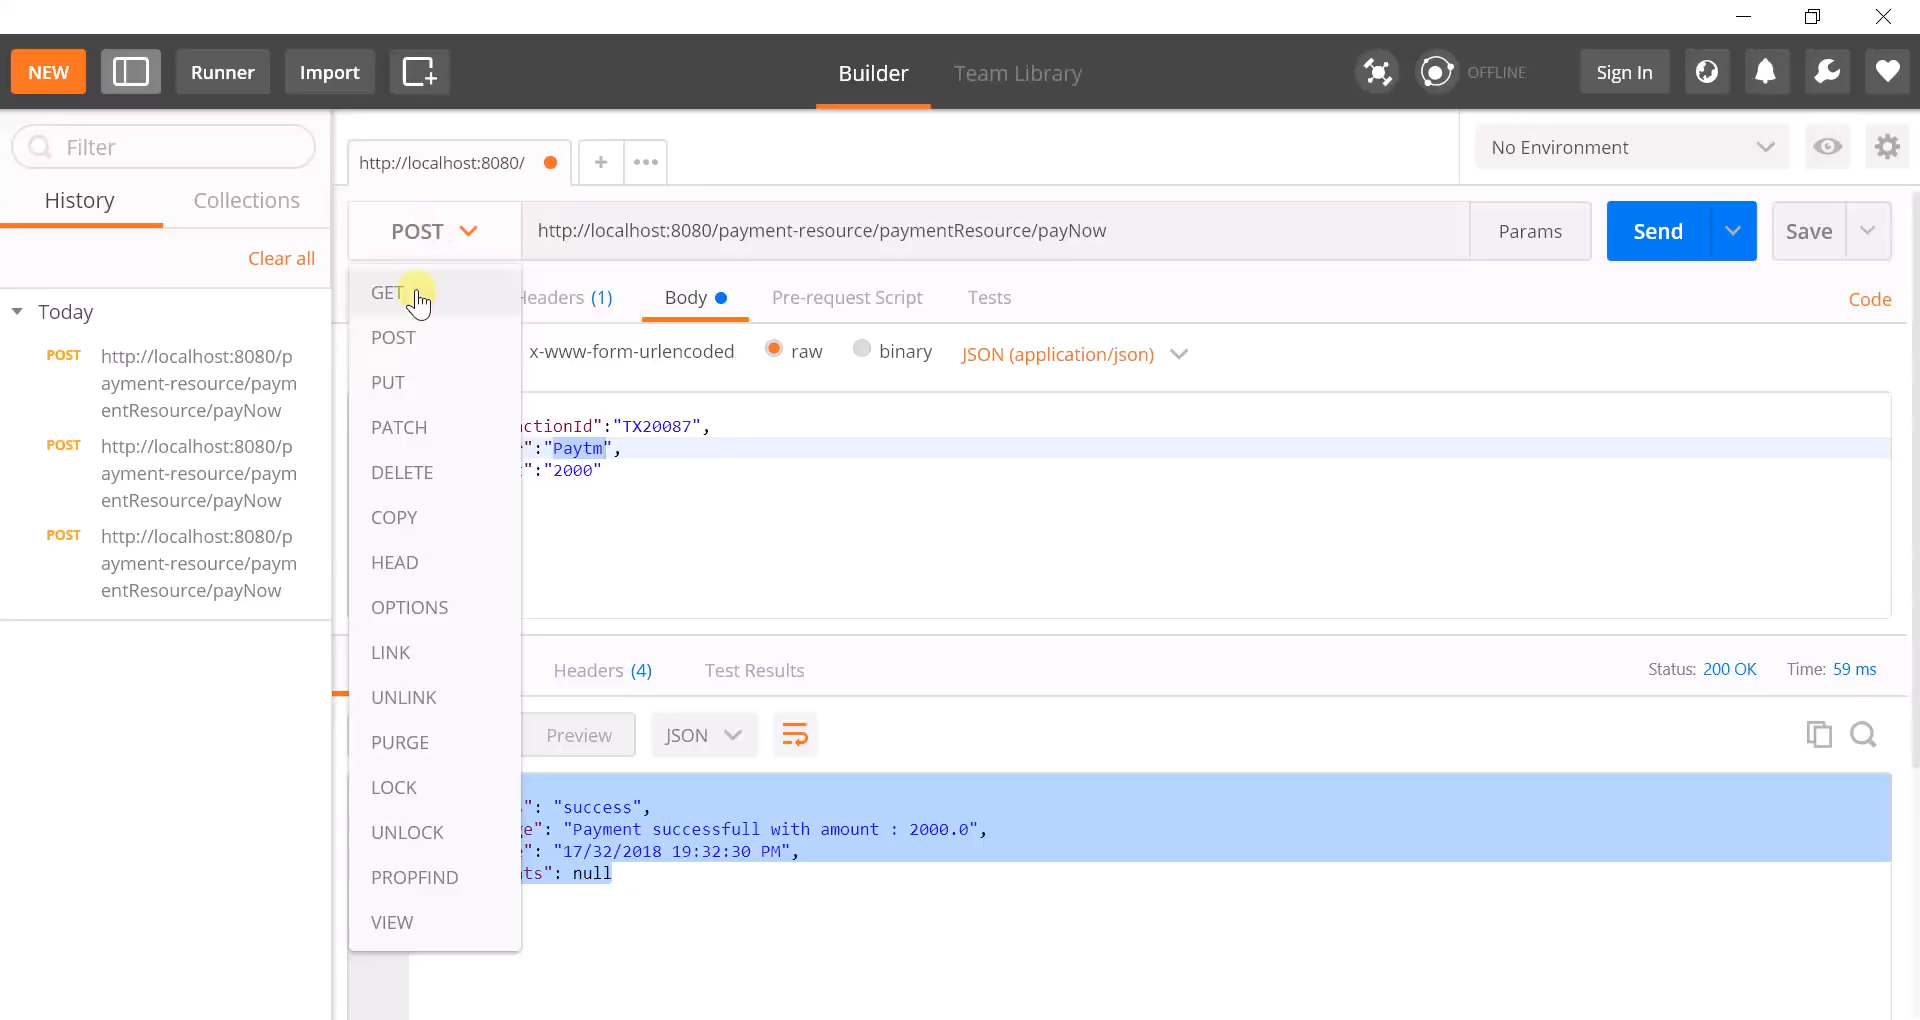 NEW
Runner
Import
Builder
Team Library
OFFLINE
Sign In
Filter
History
Collections
Clear all
Today
POST http://localhost:8080/p
ayment-resource/paym
entResource/payNow
POST http://localhost:8080/p
ayment-resource/paym
entResource/payNow
POST http://localhost:8080/p
ayment-resource/paym
entResource/payNow
http://localhost:8080/
No Environment
POST
http://localhost:8080/payment-resource/paymentResource/payNow
Params
Send
Save
GET
POST
PUT
PATCH
DELETE
COPY
HEAD
OPTIONS
LINK
UNLINK
PURGE
LOCK
UNLOCK
PROPFIND
VIEW
Headers (1)
Body
Pre-request Script
Tests
Code
x-www-form-urlencoded
raw
binary
JSON (application/json)
ctionId":"TX20087",
":"Paytm",
":"2000"
Headers (4)
Test Results
Status: 200 OK
Time: 59 ms
Preview
JSON
": "success",
e": "Payment successfull with amount : 2000.0",
": "17/32/2018 19:32:30 PM",
ts": null